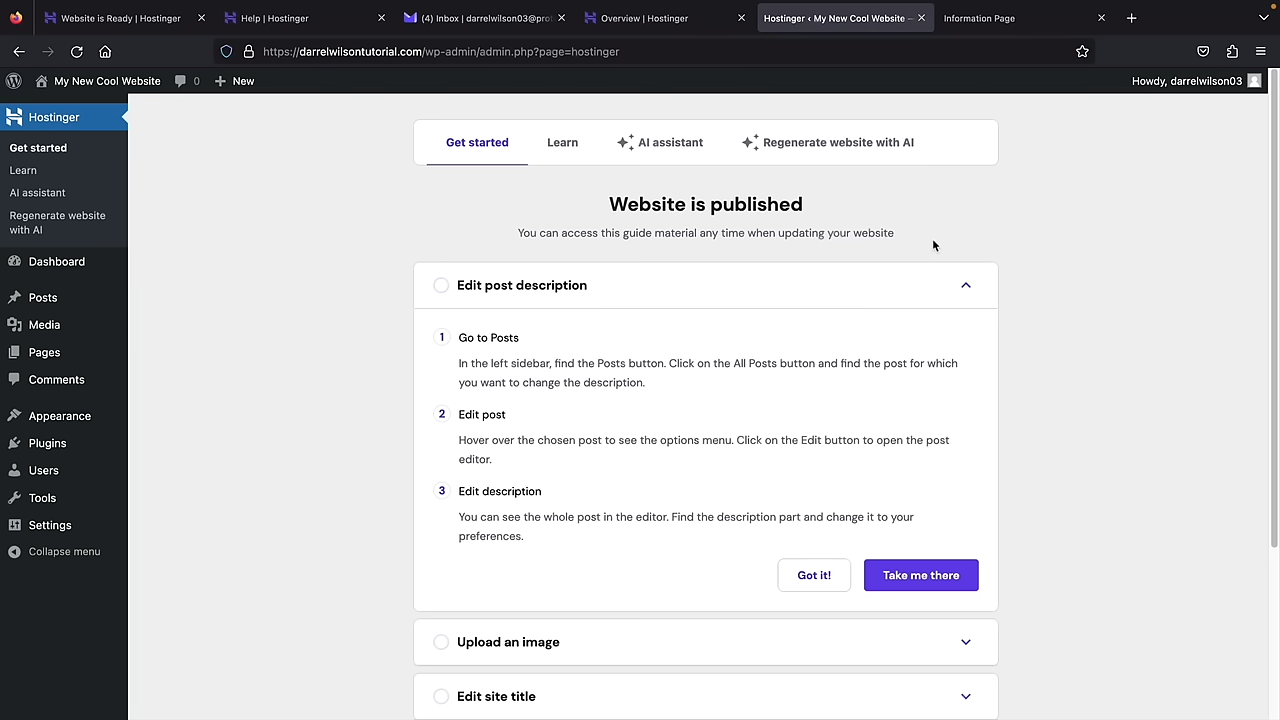 Website is Ready | Hostinger
Help | Hostinger
(4) Inbox | darrelwilson03@pro
Overview | Hostinger
Hostinger ‹ My New Cool Website —
Information Page
https://darrelwilsontutorial.com/wp-admin/admin.php?page=hostinger
My New Cool Website
0
New
Howdy, darrelwilson03
Hostinger
Get started
Learn
AI assistant
Regenerate website
with AI
Dashboard
Posts
Media
Pages
Comments
Appearance
Plugins
Users
Tools
Settings
Collapse menu
Get started
Learn
AI assistant
Regenerate website with AI
Website is published
You can access this guide material any time when updating your website
Edit post description
1 Go to Posts
In the left sidebar, find the Posts button. Click on the All Posts button and find the post for which
you want to change the description.
2 Edit post
Hover over the chosen post to see the options menu. Click on the Edit button to open the post
editor.
3 Edit description
You can see the whole post in the editor. Find the description part and change it to your
preferences.
Got it!
Take me there
Upload an image
Edit site title